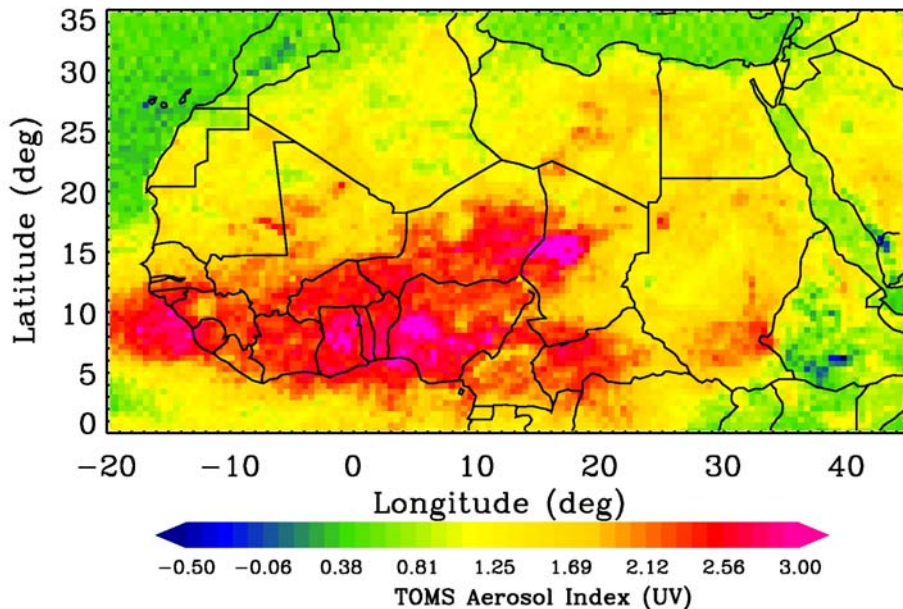 35
30
25
20
15
10
5
0
Latitude (deg)
-20 -10 0 10 20 30 40
Longitude (deg)
-0.50 -0.06 0.38 0.81 1.25 1.69 2.12 2.56 3.00
TOMS Aerosol Index (UV)